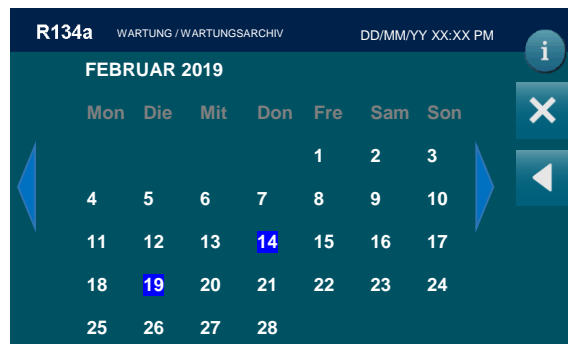 R134a WARTUNG / WARTUNGSARCHIV DD/MM/YY XX:XX PM
i
FEBRUAR 2019
Mon Die Mit Don Fre Sam Son
1 2 3
4 5 6 7 8 9 10
11 12 13 14 15 16 17
18 19 20 21 22 23 24
25 26 27 28